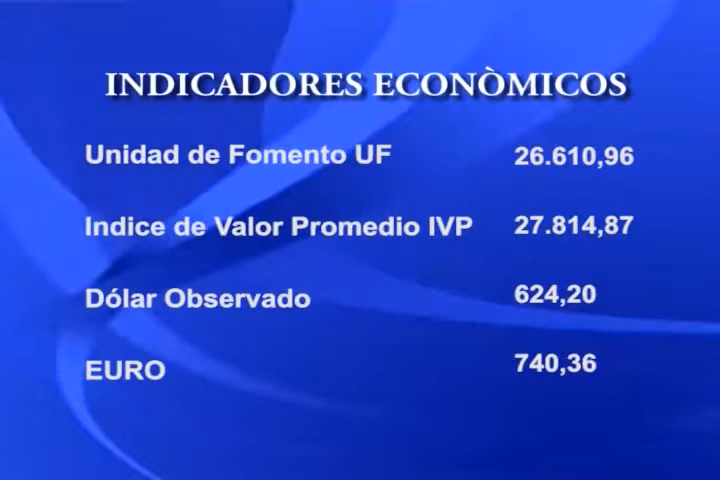 INDICADORES ECONÒMICOS
Unidad de Fomento UF 26.610,96
Indice de Valor Promedio IVP 27.814,87
Dólar Observado 624,20
EURO 740,36